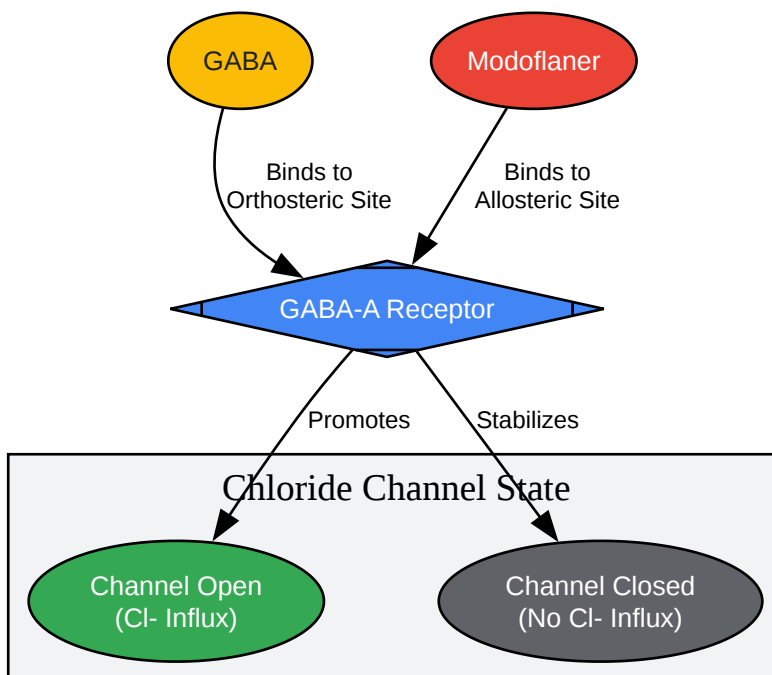 GABA
Modoflaner
Binds to
Orthosteric Site
Binds to
Allosteric Site
GABA-A Receptor
Promotes
Stabilizes
Chloride Channel State
Channel Open
(Cl- Influx)
Channel Closed
(No Cl- Influx)